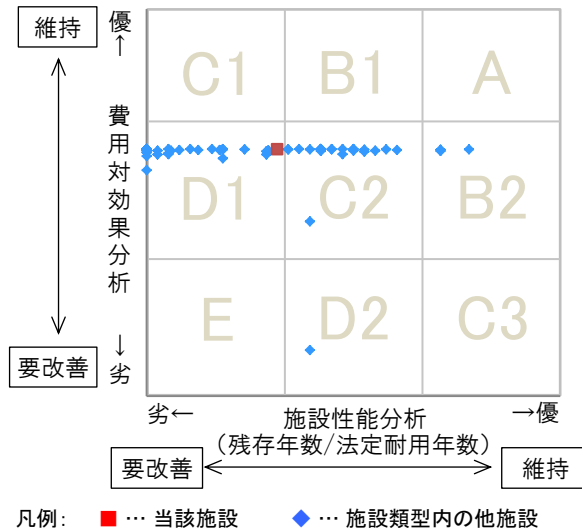 維持
優←
C1 B1 A
費用対効果分析
D1 C2 B2
E D2 C3
要改善
↓劣
劣← 施設性能分析 →優
（残存年数/法定耐用年数）
要改善 維持
凡例: ■ … 当該施設 ◆ … 施設類型内の他施設